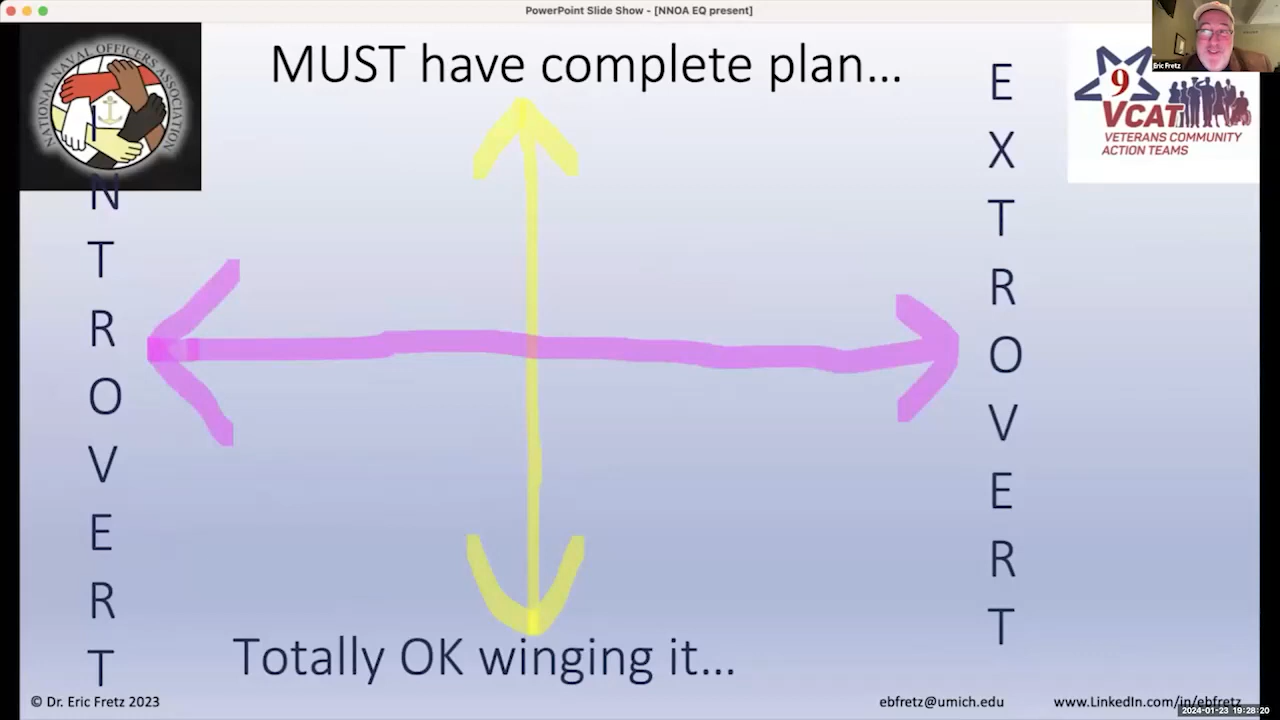 PowerPoint Slide Show - [NNOA EQ present]
NATIONAL NAVAL OFFICERS ASSOCIATION
MUST have complete plan...
Eric Fretz
9
VCAT
VETERANS COMMUNITY
ACTION TEAMS
I
N
T
R
O
V
E
R
T
E
X
T
R
O
V
E
R
T
Totally OK winging it...
© Dr. Eric Fretz 2023
ebfretz@umich.edu
www.LinkedIn.com/in/ebfretz
2024-01-23 19:28:20